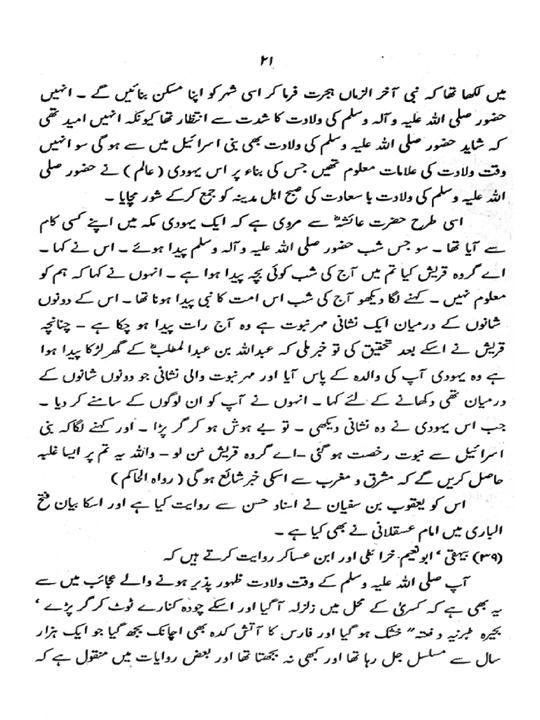 ۲۱
میں لکھا تھا کہ نبی آخر الزماں ہجرت فرما کر اسی شہر کو اپنا مسکن بنائیں گے ۔ انہیں
حضور صلی اللہ علیہ و آلہ وسلم کی ولادت کا شدت سے انتظار تھا کیونکہ انہیں امید تھی
کہ شاید حضور صلی اللہ علیہ وسلم کی ولادت بھی بنی اسرائیل میں سے ہو گی سو انہیں
وقت ولادت کی علامات معلوم تھیں جس کی بناء پر اس یہودی (عالم) نے حضور صلی
اللہ علیہ وسلم کی ولادت با سعادت کی صبح اہل مدینہ کو جمع کر کے شور مچایا ۔
اسی طرح حضرت عائشہؓ سے مروی ہے کہ ایک یہودی مکہ میں اپنے کسی کام
سے آیا تھا ۔ سو جس شب حضور صلی اللہ علیہ و آلہ وسلم پیدا ہوئے ۔ اس نے کہا ۔
اے گروہ قریش کیا تم میں آج کی شب کوئی بچہ پیدا ہوا ہے ۔ انہوں نے کہا کہ ہم کو
معلوم نہیں ۔ کہنے لگا دیکھو آج کی شب اس امت کا نبی پیدا ہونا تھا ۔ اس کے دونوں
شانوں کے درمیان ایک نشانی مہر نبوت ہے وہ آج رات پیدا ہو چکا ہے – چنانچہ
قریش نے اسکے بعد تحقیق کی تو خبر ملی کہ عبداللہ بن عبدالمطلبؓ کے گھر لڑکا پیدا ہوا
ہے وہ یہودی آپ کی والدہ کے پاس آیا اور مہر نبوت والی نشانی جو دونوں شانوں کے
درمیان تھی دکھانے کے لئے کہا ۔ انہوں نے آپ کو ان لوگوں کے سامنے کر دیا ۔
جب اس یہودی نے وہ نشانی دیکھی ۔ تو بے ہوش ہو کر گر پڑا ۔ اور کہنے لگا کہ بنی
اسرائیل سے نبوت رخصت ہو گئی –اے گروہ قریش سن لو – واللہ یہ تم پر ایسا غلبہ
حاصل کریں گے کہ مشرق و مغرب سے اسکی خبر شائع ہو گی ( رواہ الحاکم )
اس کو یعقوب بن سفیان نے اسناد حسن سے روایت کیا ہے اور اسکا بیان فتح
الباری میں امام عسقلانی نے بھی کیا ہے ۔
(۳۹) بیہقی ‘ ابو نعیم خرائطی اور ابن عساکر روایت کرتے ہیں کہ
آپ صلی اللہ علیہ وسلم کے وقت ولادت ظہور پذیر ہونے والے عجائب میں سے
یہ بھی ہے کہ کسریٰ کے محل میں زلزلہ آ گیا اور اسکے چودہ کنارے ٹوٹ کر گر پڑے ‘
بحیرہ طبریہ دفعتہ" خشک ہو گیا اور فارس کا آتش کدہ بھی اچانک بجھ گیا جو ایک ہزار
سال سے مسلسل جل رہا تھا اور کبھی نہ بجھتا تھا اور بعض روایات میں منقول ہے کہ